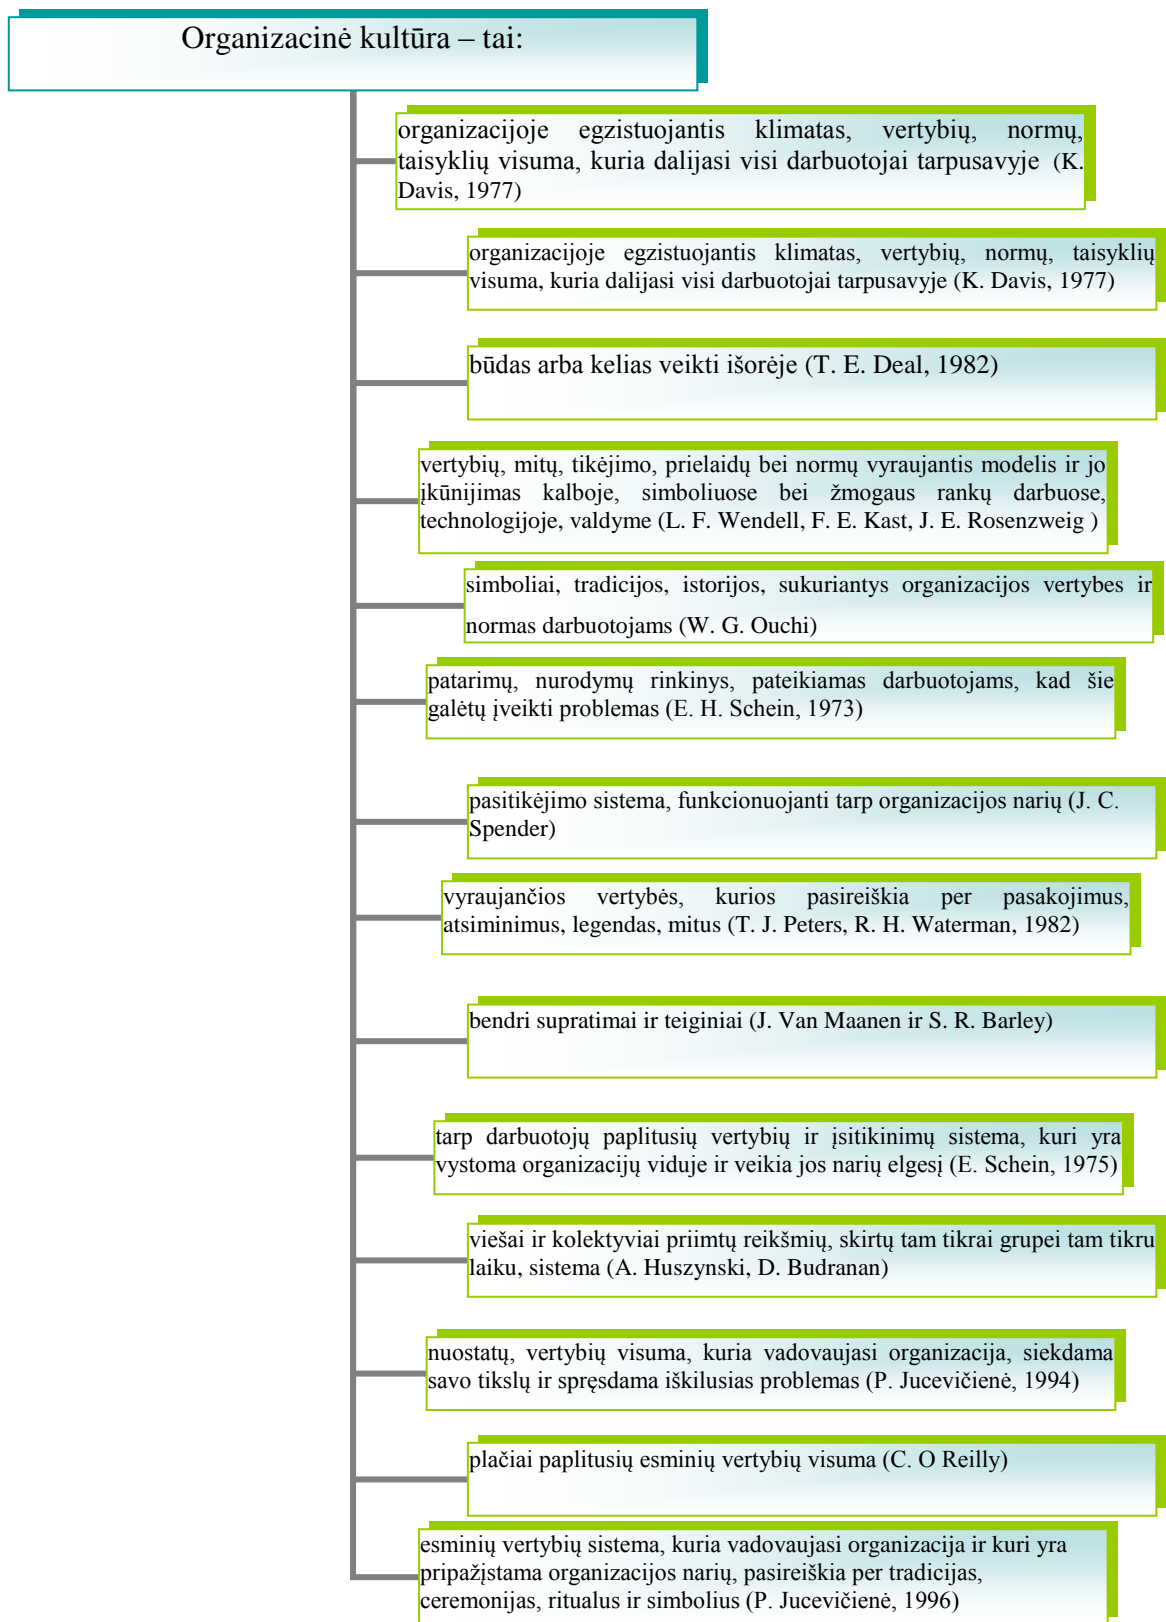 Organizacinė kultūra – tai:
organizacijoje egzistuojantis klimatas, vertybių, normų,
taisyklių visuma, kuria dalijasi visi darbuotojai tarpusavyje (K.
Davis, 1977)
organizacijoje egzistuojantis klimatas, vertybių, normų, taisyklių
visuma, kuria dalijasi visi darbuotojai tarpusavyje (K. Davis, 1977)
būdas arba kelias veikti išorėje (T. E. Deal, 1982)
vertybių, mitų, tikėjimo, prielaidų bei normų vyraujantis modelis ir jo
įkūnijimas kalboje, simboliuose bei žmogaus rankų darbuose,
technologijoje, valdyme (L. F. Wendell, F. E. Kast, J. E. Rosenzweig )
simboliai, tradicijos, istorijos, sukuriantys organizacijos vertybes ir
normas darbuotojams (W. G. Ouchi)
patarimų, nurodymų rinkinys, pateikiamas darbuotojams, kad šie
galėtų įveikti problemas (E. H. Schein, 1973)
pasitikėjimo sistema, funkcionuojanti tarp organizacijos narių (J. C.
Spender)
vyraujančios vertybės, kurios pasireiškia per pasakojimus,
atsiminimus, legendas, mitus (T. J. Peters, R. H. Waterman, 1982)
bendri supratimai ir teiginiai (J. Van Maanen ir S. R. Barley)
tarp darbuotojų paplitusių vertybių ir įsitikinimų sistema, kuri yra
vystoma organizacijų viduje ir veikia jos narių elgesį (E. Schein, 1975)
viešai ir kolektyviai priimtų reikšmių, skirtų tam tikrai grupei tam tikru
laiku, sistema (A. Huszynski, D. Budranan)
nuostatų, vertybių visuma, kuria vadovaujasi organizacija, siekdama
savo tikslų ir spręsdama iškilusias problemas (P. Jucevičienė, 1994)
plačiai paplitusių esminių vertybių visuma (C. O Reilly)
esminių vertybių sistema, kuria vadovaujasi organizacija ir kuri yra
pripažįstama organizacijos narių, pasireiškia per tradicijas,
ceremonijas, ritualus ir simbolius (P. Jucevičienė, 1996)